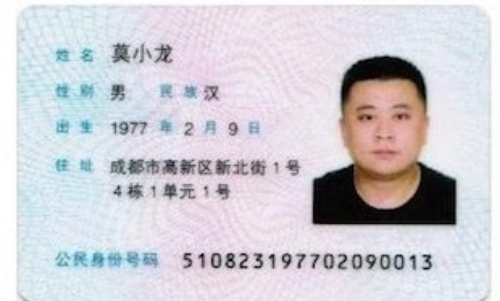 姓名 莫小龙
性别 男 民族 汉
出生 1977 年 2 月 9 日
住址 成都市高新区新北街1号
4栋1单元1号
公民身份号码 510823197702090013